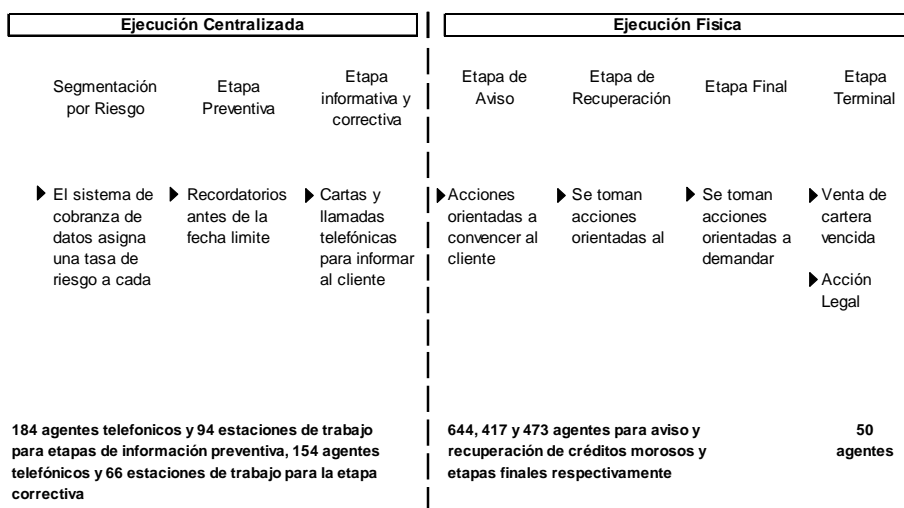 Ejecución Centralizada
Ejecución Fisica
Segmentación
por Riesgo
Etapa
Preventiva
Etapa
informativa y
correctiva
Etapa de
Aviso
Etapa de
Recuperación
Etapa Final
Etapa
Terminal
El sistema de
cobranza de
datos asigna
una tasa de
riesgo a cada
Recordatorios
antes de la
fecha limite
Cartas y
llamadas
telefónicas
para informar
al cliente
Acciones
orientadas a
convencer al
cliente
Se toman
acciones
orientadas al
Se toman
acciones
orientadas a
demandar
Venta de
cartera
vencida
Acción
Legal
184 agentes telefonicos y 94 estaciones de trabajo
para etapas de información preventiva, 154 agentes
telefónicos y 66 estaciones de trabajo para la etapa
correctiva
644, 417 y 473 agentes para aviso y
recuperación de créditos morosos y
etapas finales respectivamente
50
agentes